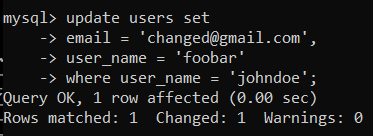 mysql> update users set
    -> email = 'changed@gmail.com',
    -> user_name = 'foobar'
    -> where user_name = 'johndoe';
Query OK, 1 row affected (0.00 sec)
Rows matched: 1  Changed: 1  Warnings: 0